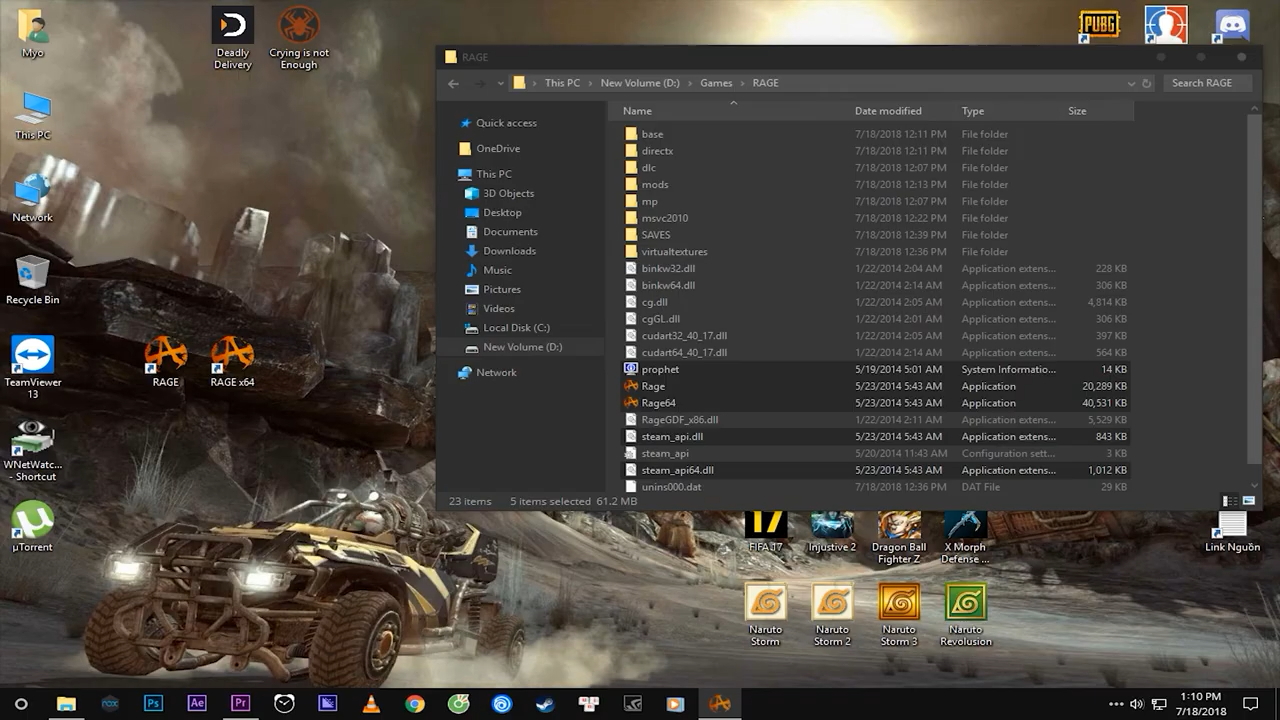 Myo
This PC
Network
Recycle Bin
TeamViewer
13
WNetWatc...
- Shortcut
µTorrent
Deadly
Delivery
Crying is not
Enough
RAGE
RAGE x64
PUBG
RAGE
This PC > New Volume (D:) > Games > RAGE
Search RAGE
Quick access
OneDrive
This PC
3D Objects
Desktop
Documents
Downloads
Music
Pictures
Videos
Local Disk (C:)
New Volume (D:)
Network
Name Date modified Type Size
base 7/18/2018 12:11 PM File folder
directx 7/18/2018 12:11 PM File folder
dlc 7/18/2018 12:07 PM File folder
mods 7/18/2018 12:13 PM File folder
mp 7/18/2018 12:07 PM File folder
msvc2010 7/18/2018 12:22 PM File folder
SAVES 7/18/2018 12:39 PM File folder
virtualtextures 7/18/2018 12:36 PM File folder
binkw32.dll 1/22/2014 2:04 AM Application extens... 228 KB
binkw64.dll 1/22/2014 2:14 AM Application extens... 306 KB
cg.dll 1/22/2014 2:05 AM Application extens... 4,814 KB
cgGL.dll 1/22/2014 2:01 AM Application extens... 306 KB
cudart32_40_17.dll 1/22/2014 2:05 AM Application extens... 397 KB
cudart64_40_17.dll 1/22/2014 2:14 AM Application extens... 564 KB
prophet 5/19/2014 5:01 AM System Informatio... 14 KB
Rage 5/23/2014 5:43 AM Application 20,289 KB
Rage64 5/23/2014 5:43 AM Application 40,531 KB
RageGDF_x86.dll 1/22/2014 2:11 AM Application extens... 5,529 KB
steam_api.dll 5/23/2014 5:43 AM Application extens... 843 KB
steam_api 5/20/2014 11:43 AM Configuration sett... 3 KB
steam_api64.dll 5/23/2014 5:43 AM Application extens... 1,012 KB
unins000.dat 7/18/2018 12:36 PM DAT File 29 KB
23 items 5 items selected 61.2 MB
17
FIFA 17
Injustive 2
Dragon Ball
Fighter Z
X Morph
Defense ...
Link Nguồn
Naruto
Storm
Naruto
Storm 2
Naruto
Storm 3
Naruto
Revolusion
nox
Ps
Ae
Pr
1:10 PM
7/18/2018